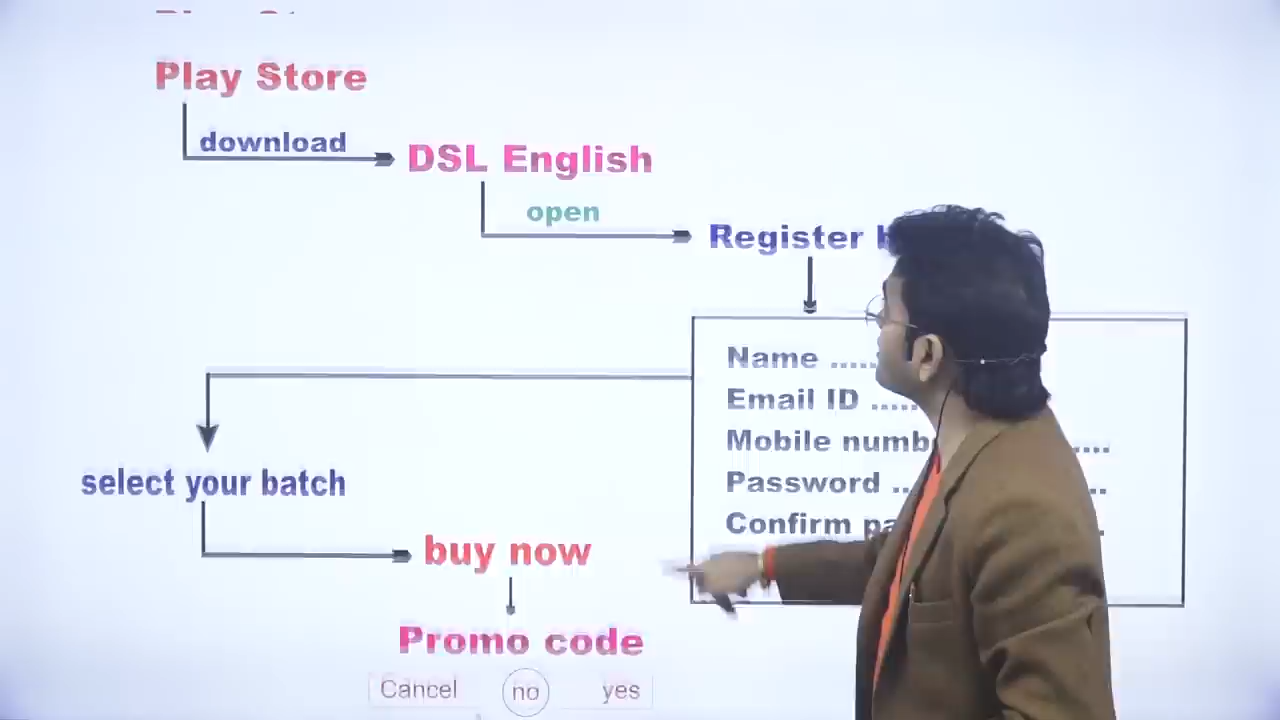 Play Store
download
DSL English
open
Register
Name .....
Email ID .....
Mobile numb ....
Password .. ..
Confirm pa .
select your batch
buy now
Promo code
Cancel no yes